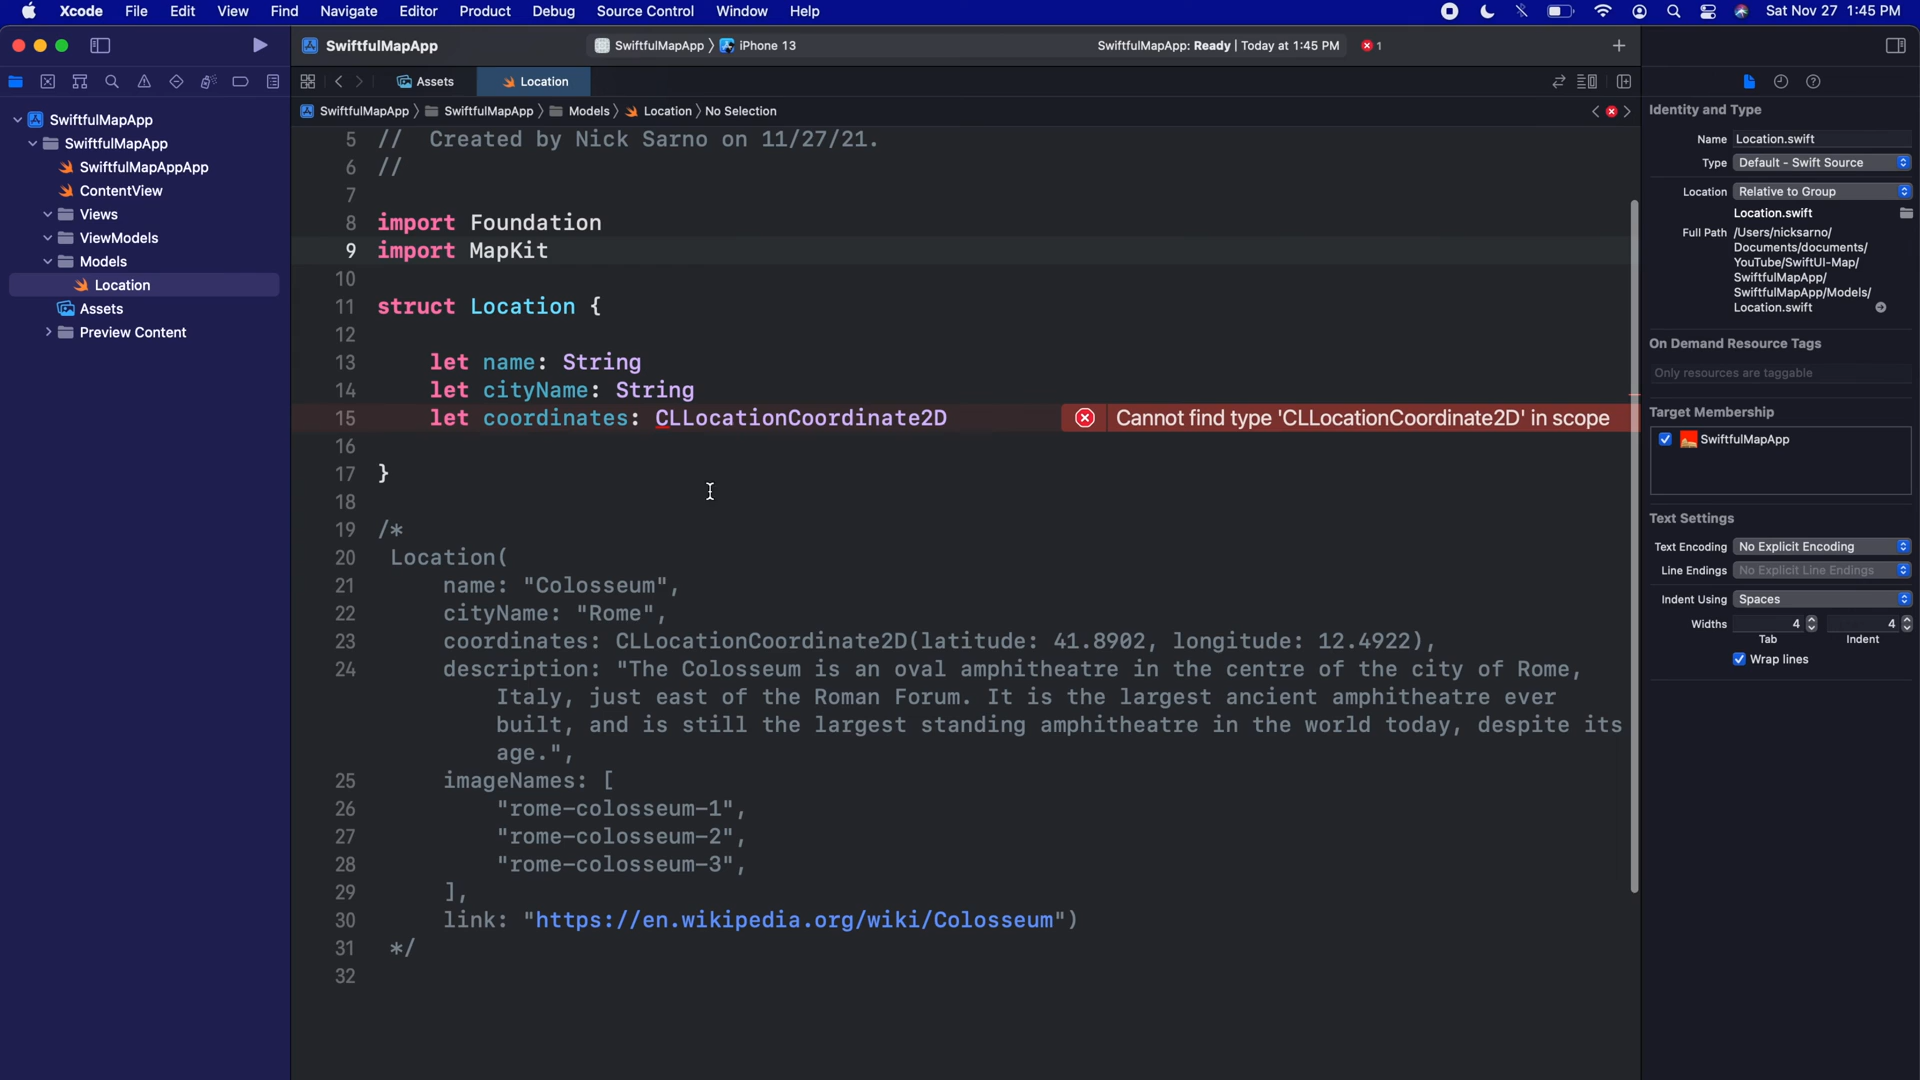 Xcode File Edit View Find Navigate Editor Product Debug Source Control Window Help Sat Nov 27 1:45 PM
SwiftfulMapApp SwiftfulMapApp iPhone 13 SwiftfulMapApp: Ready | Today at 1:45 PM 1
Assets Location
SwiftfulMapApp SwiftfulMapApp Models Location No Selection
SwiftfulMapApp
SwiftfulMapApp
SwiftfulMapAppApp
ContentView
Views
ViewModels
Models
Location
Assets
Preview Content
5 // Created by Nick Sarno on 11/27/21.
6 //
7
8 import Foundation
9 import MapKit
10
11 struct Location {
12
13 let name: String
14 let cityName: String
15 let coordinates: CLLocationCoordinate2D Cannot find type 'CLLocationCoordinate2D' in scope
16
17 }
18
19 /*
20 Location(
21 name: "Colosseum",
22 cityName: "Rome",
23 coordinates: CLLocationCoordinate2D(latitude: 41.8902, longitude: 12.4922),
24 description: "The Colosseum is an oval amphitheatre in the centre of the city of Rome,
Italy, just east of the Roman Forum. It is the largest ancient amphitheatre ever
built, and is still the largest standing amphitheatre in the world today, despite its
age.",
25 imageNames: [
26 "rome-colosseum-1",
27 "rome-colosseum-2",
28 "rome-colosseum-3",
29 ],
30 link: "https://en.wikipedia.org/wiki/Colosseum")
31 */
32
Identity and Type
Name Location.swift
Type Default - Swift Source
Location Relative to Group
Location.swift
Full Path /Users/nicksarno/
Documents/documents/
YouTube/SwiftUI-Map/
SwiftfulMapApp/
SwiftfulMapApp/Models/
Location.swift
On Demand Resource Tags
Only resources are taggable
Target Membership
SwiftfulMapApp
Text Settings
Text Encoding No Explicit Encoding
Line Endings No Explicit Line Endings
Indent Using Spaces
Widths 4 4
Tab Indent
Wrap lines